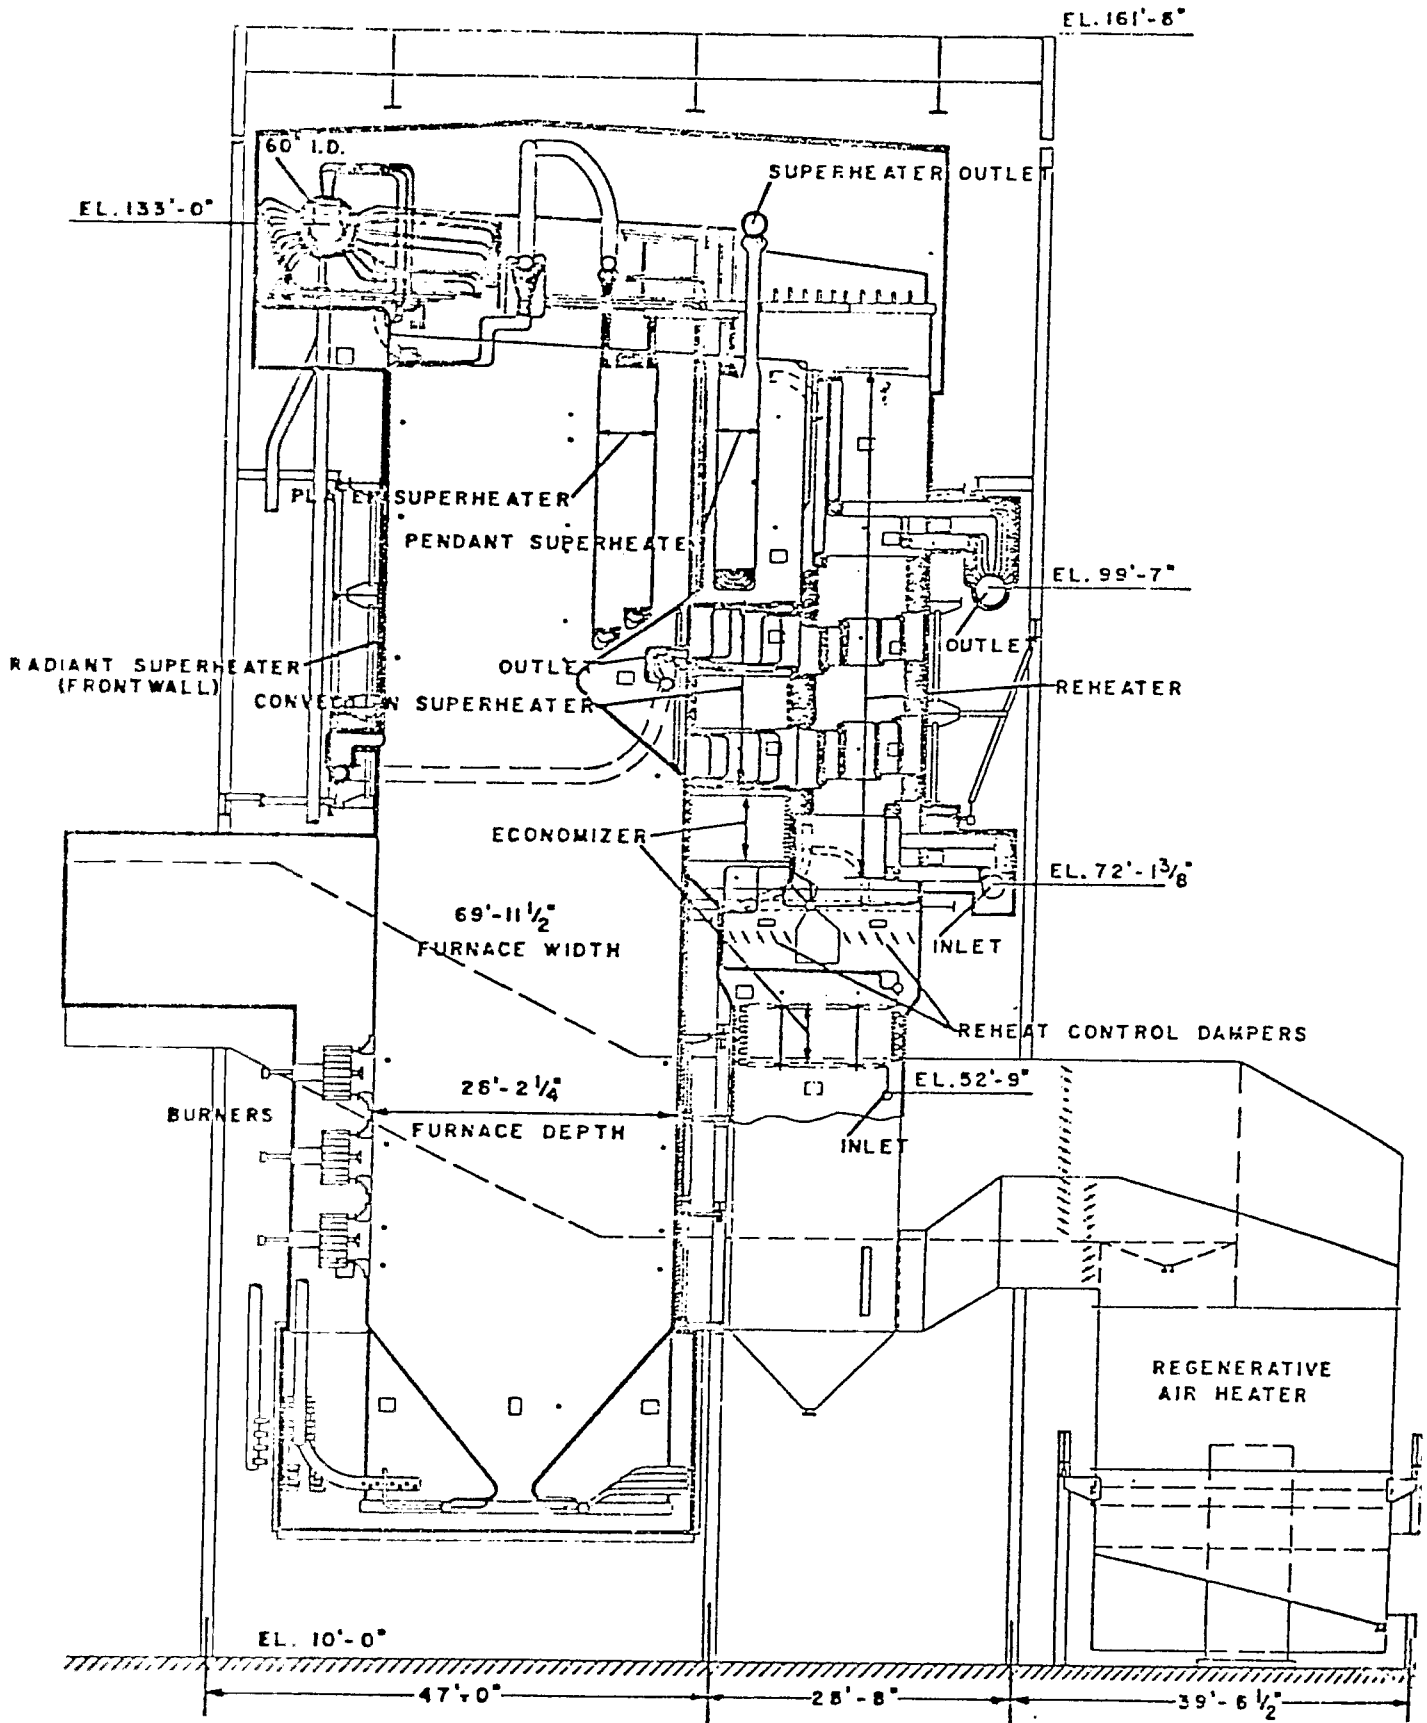 EL. 161'-8"
60" I.D.
SUPERHEATER OUTLET
EL. 133'-0"
SUPERHEATER
PENDANT SUPERHEATE
EL. 99'-7"
OUTLET
RADIANT SUPERHEATER
(FRONT WALL)
OUTLET
SUPERHEATER
REHEATER
ECONOMIZER
EL. 72'-1 3/8"
69'-11 1/2"
FURNACE WIDTH
INLET
REHEAT CONTROL DAMPERS
28'-2 1/4"
EL. 52'-9"
BURNERS
FURNACE DEPTH
INLET
REGENERATIVE
AIR HEATER
EL. 10'-0"
47'-0"
28'-8"
39'-6 1/2"